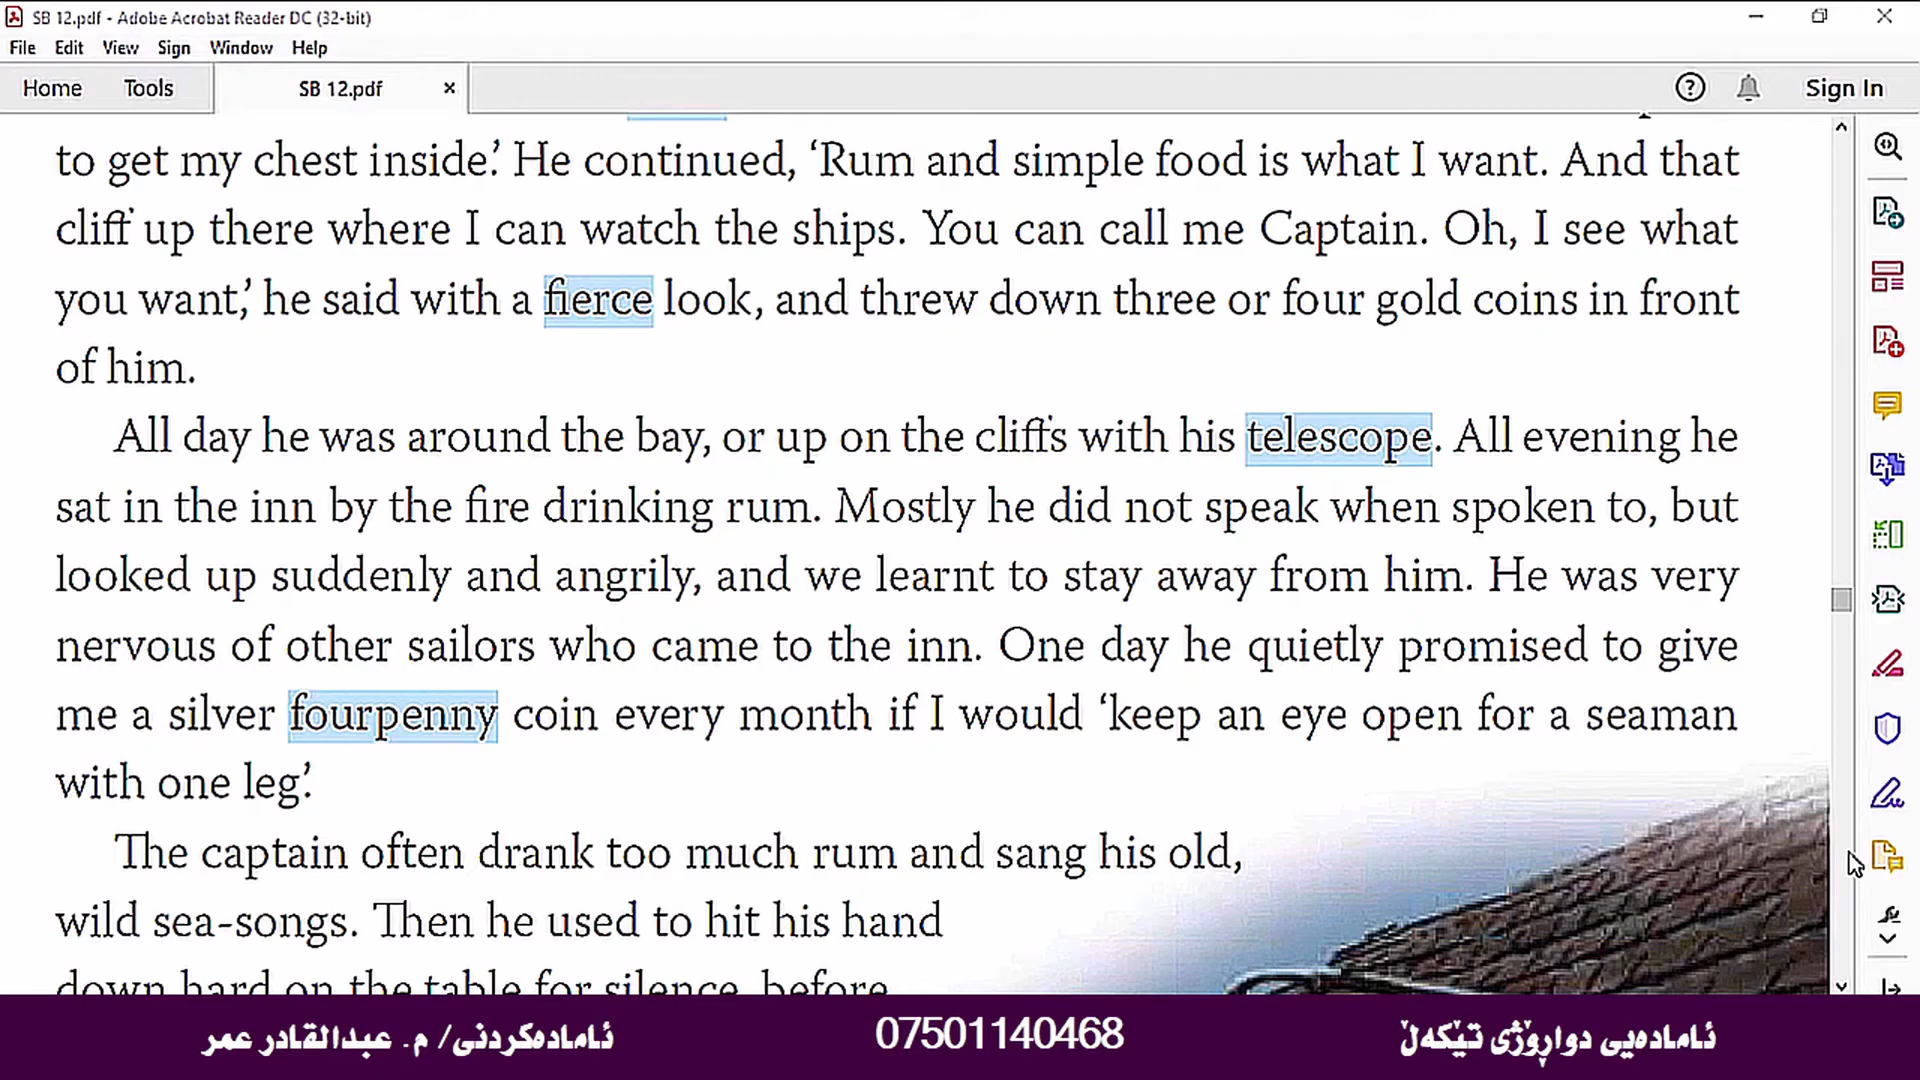 SB 12.pdf - Adobe Acrobat Reader DC (32-bit)
File Edit View Sign Window Help
Home Tools SB 12.pdf × Sign In
to get my chest inside.’ He continued, ‘Rum and simple food is what I want. And that
cliff up there where I can watch the ships. You can call me Captain. Oh, I see what
you want,’ he said with a fierce look, and threw down three or four gold coins in front
of him.
All day he was around the bay, or up on the cliffs with his telescope. All evening he
sat in the inn by the fire drinking rum. Mostly he did not speak when spoken to, but
looked up suddenly and angrily, and we learnt to stay away from him. He was very
nervous of other sailors who came to the inn. One day he quietly promised to give
me a silver fourpenny coin every month if I would ‘keep an eye open for a seaman
with one leg.’
The captain often drank too much rum and sang his old,
wild sea-songs. Then he used to hit his hand
down hard on the table for silence, before
ئامادەیی دواڕۆژی تێکەڵ 07501140468 ئامادەکردنی/ م. عبدالقادر عمر